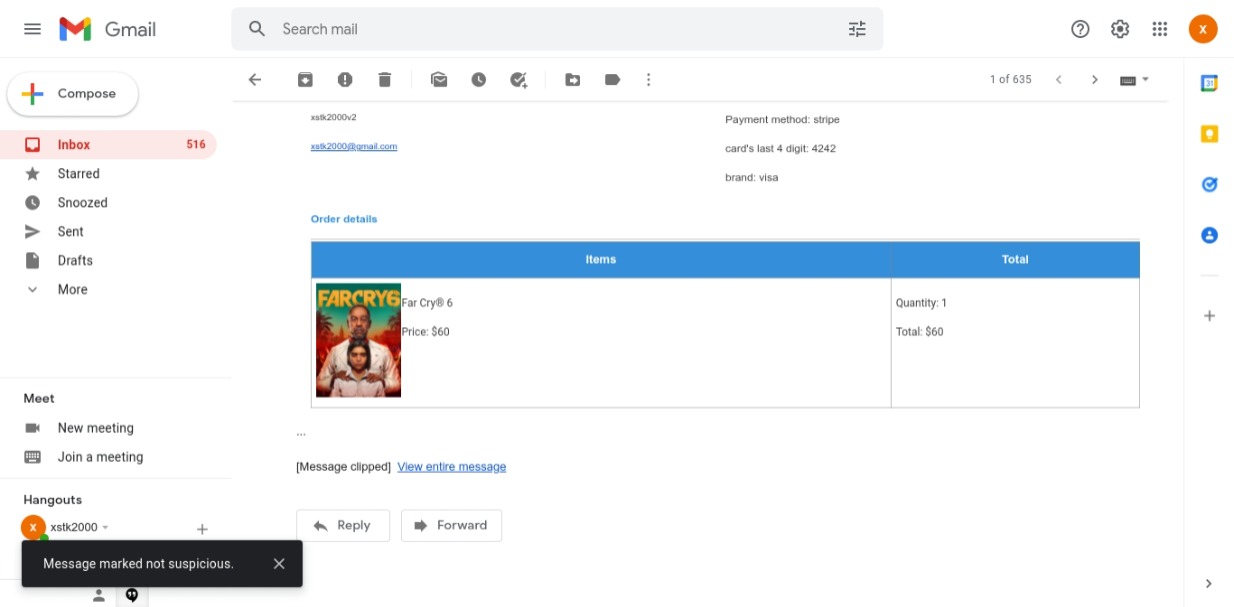 Gmail
Search mail
X
Compose
1 of 635
31
Inbox 516
Starred
Snoozed
Sent
Drafts
More
xstk2000v2
xstk2000@gmail.com
Payment method: stripe
card's last 4 digit: 4242
brand: visa
Order details
Items Total
FARCRY6
Far Cry® 6
Price: $60
Quantity: 1
Total: $60
...
[Message clipped] View entire message
Reply
Forward
Meet
New meeting
Join a meeting
Hangouts
X xstk2000
Message marked not suspicious.